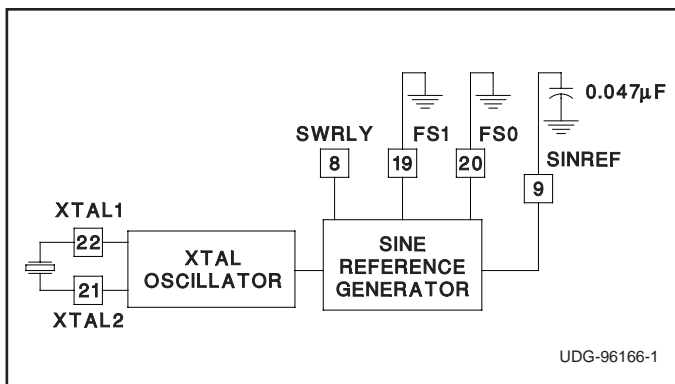 0.047µF
SWRLY
FS1
FS0
SINREF
8
19
20
9
XTAL1
22
XTAL
OSCILLATOR
SINE
REFERENCE
GENERATOR
21
XTAL2
UDG-96166-1